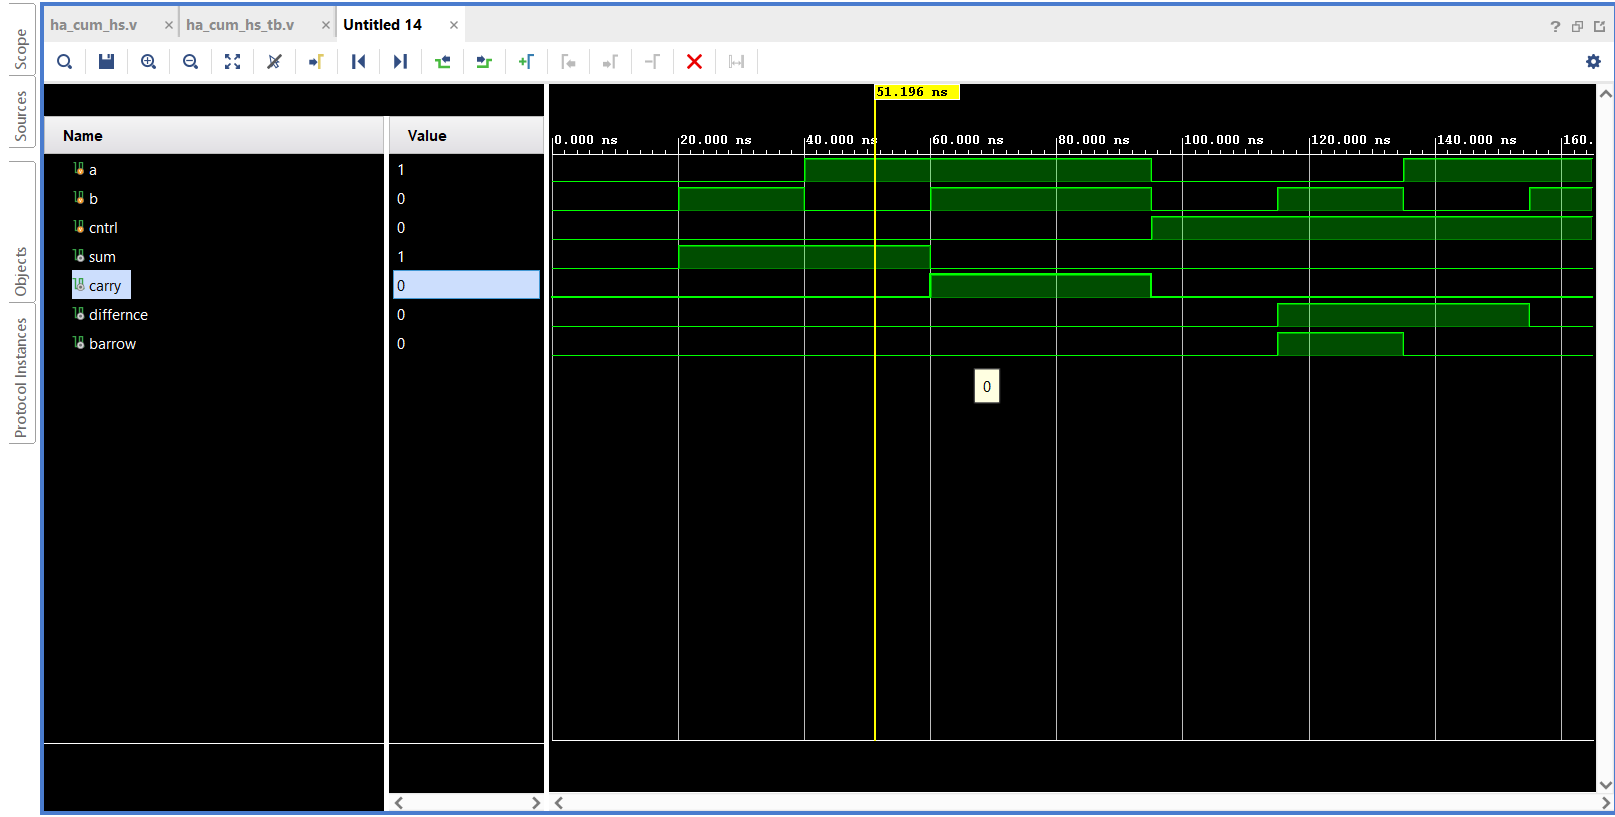 ha_cum_hs.v × ha_cum_hs_tb.v × Untitled 14 ×
?
Scope
Sources
Objects
Protocol Instances
51.196 ns
Name Value
0.000 ns 20.000 ns 40.000 ns 60.000 ns 80.000 ns 100.000 ns 120.000 ns 140.000 ns 160.
a 1
b 0
cntrl 0
sum 1
carry 0
differnce 0
barrow 0
0